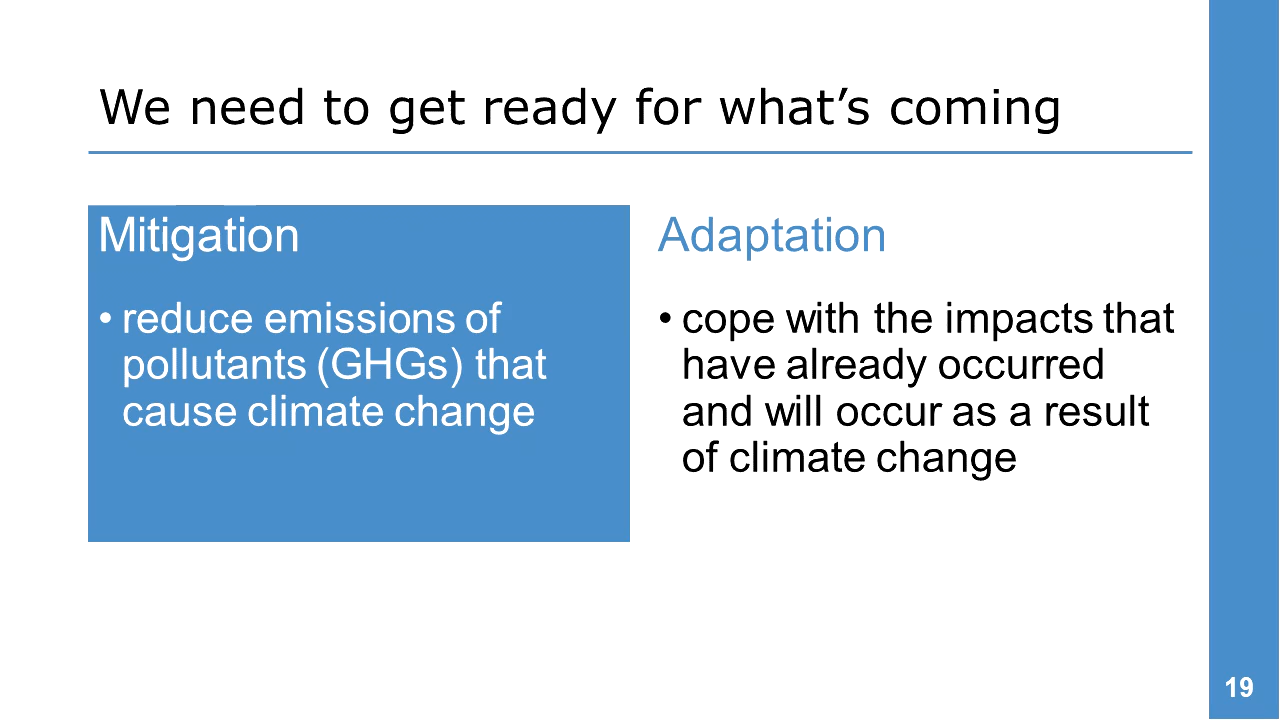 We need to get ready for what’s coming
Mitigation
• reduce emissions of
pollutants (GHGs) that
cause climate change
Adaptation
• cope with the impacts that
have already occurred
and will occur as a result
of climate change
19